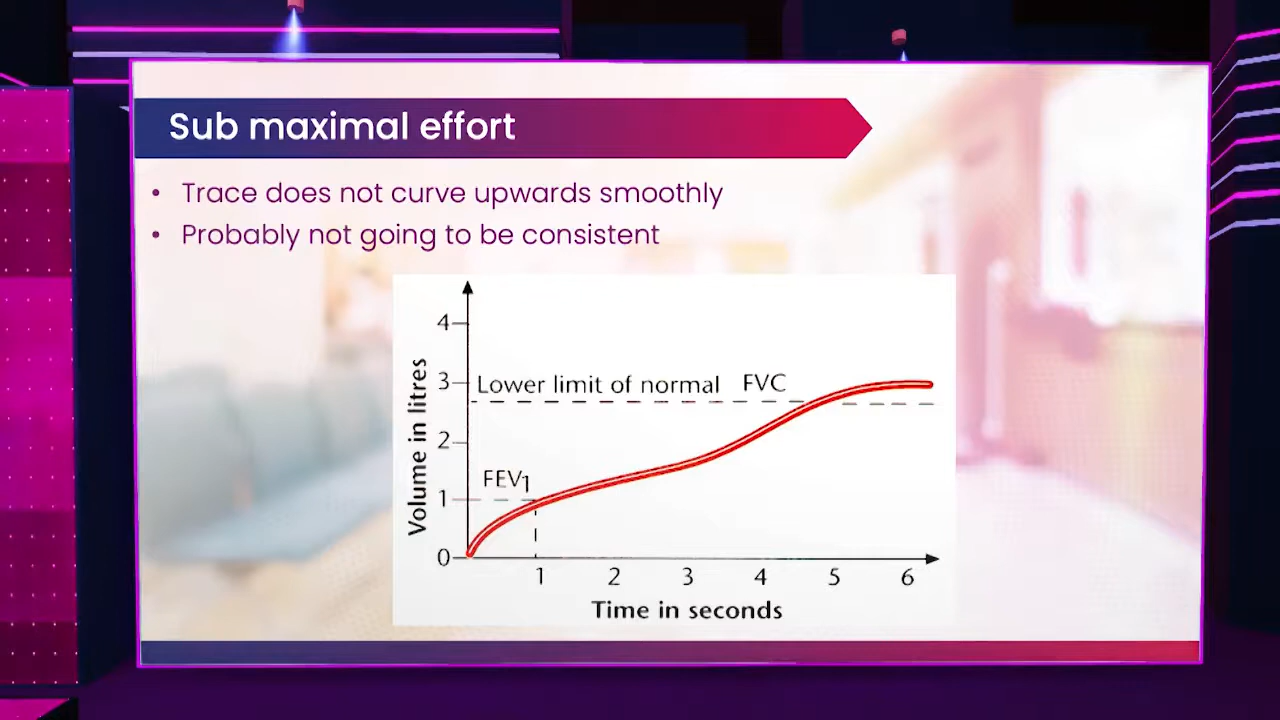 Sub maximal effort
• Trace does not curve upwards smoothly
• Probably not going to be consistent
Volume in litres
4
3
2
1
0
Lower limit of normal FVC
FEV1
1 2 3 4 5 6
Time in seconds